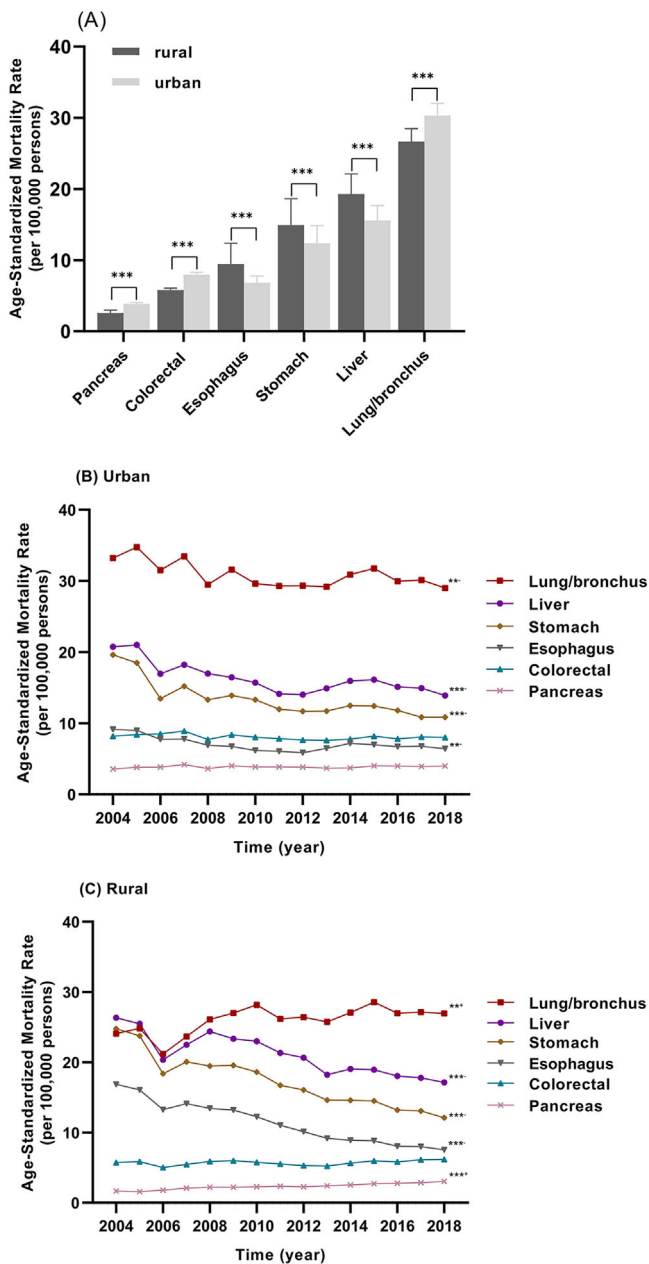 (A)
Age-Standardized Mortality Rate
(per 100,000 persons)
40
30
20
10
0
rural
urban
***
***
***
***
***
***
Pancreas
Colorectal
Esophagus
Stomach
Liver
Lung/bronchus
(B) Urban
Age-Standardized Mortality Rate
(per 100,000 persons)
40
30
20
10
0
2004 2006 2008 2010 2012 2014 2016 2018
Time (year)
**-
***-
***-
**-
Lung/bronchus
Liver
Stomach
Esophagus
Colorectal
Pancreas
(C) Rural
Age-Standardized Mortality Rate
(per 100,000 persons)
40
30
20
10
0
2004 2006 2008 2010 2012 2014 2016 2018
Time (year)
**+
***-
***-
***-
***+
Lung/bronchus
Liver
Stomach
Esophagus
Colorectal
Pancreas